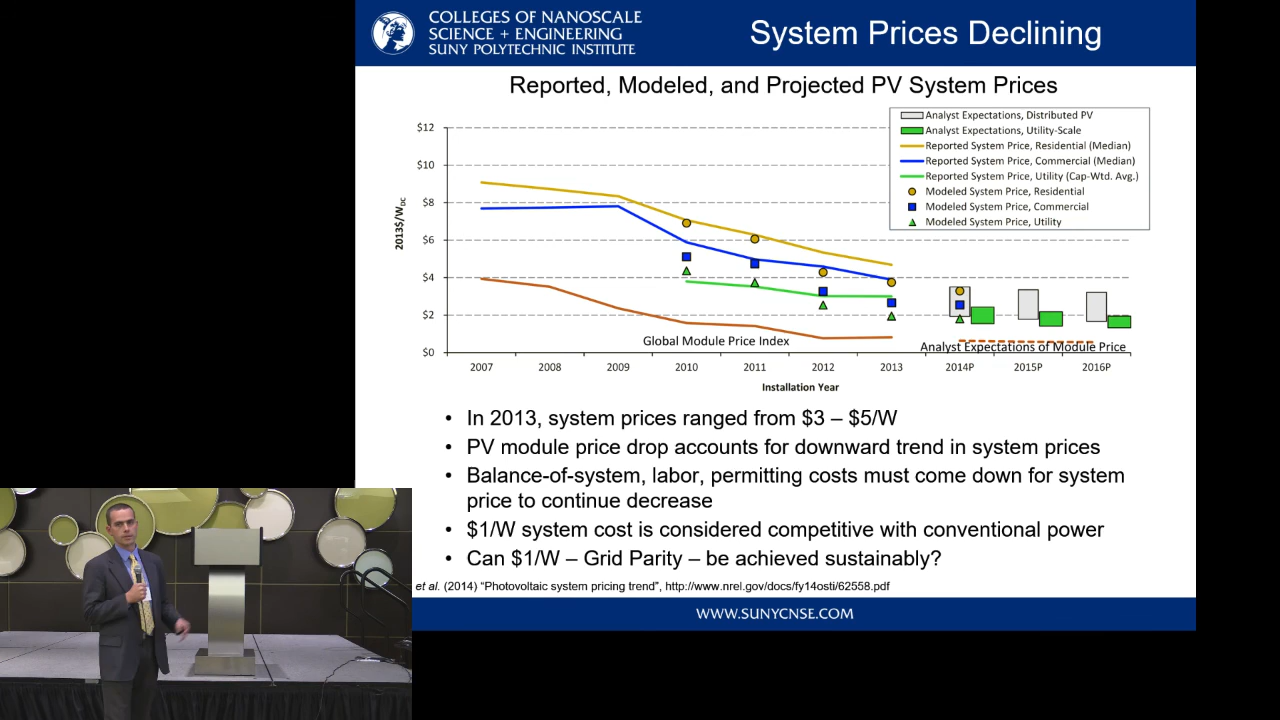 COLLEGES OF NANOSCALE
SCIENCE + ENGINEERING
SUNY POLYTECHNIC INSTITUTE
System Prices Declining
Reported, Modeled, and Projected PV System Prices
Analyst Expectations, Distributed PV
Analyst Expectations, Utility-Scale
Reported System Price, Residential (Median)
Reported System Price, Commercial (Median)
Reported System Price, Utility (Cap-Wtd. Avg.)
Modeled System Price, Residential
Modeled System Price, Commercial
Modeled System Price, Utility
$12
$10
$8
$6
$4
$2
$0
2013$/WDC
Global Module Price Index
Analyst Expectations of Module Price
2007 2008 2009 2010 2011 2012 2013 2014P 2015P 2016P
Installation Year
• In 2013, system prices ranged from $3 – $5/W
• PV module price drop accounts for downward trend in system prices
• Balance-of-system, labor, permitting costs must come down for system
price to continue decrease
• $1/W system cost is considered competitive with conventional power
• Can $1/W – Grid Parity – be achieved sustainably?
et al. (2014) “Photovoltaic system pricing trend”, http://www.nrel.gov/docs/fy14osti/62558.pdf
WWW.SUNYCNSE.COM